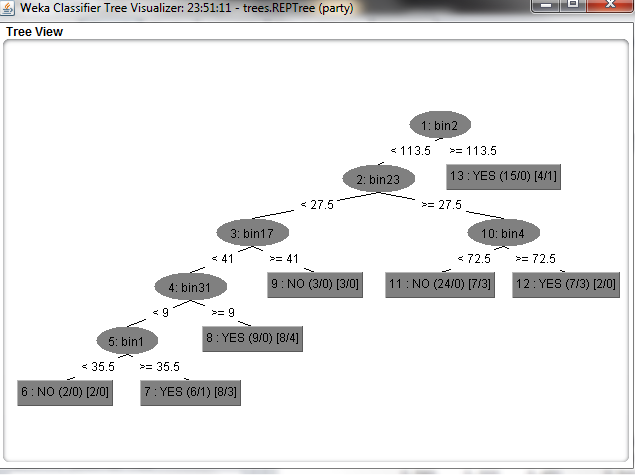 Weka Classifier Tree Visualizer: 23:51:11 - trees.REPTree (party)
Tree View
1: bin2
< 113.5 >= 113.5
2: bin23 13 : YES (15/0) [4/1]
< 27.5 >= 27.5
3: bin17 10: bin4
< 41 >= 41 < 72.5 >= 72.5
4: bin31 9 : NO (3/0) [3/0] 11 : NO (24/0) [7/3] 12 : YES (7/3) [2/0]
< 9 >= 9
5: bin1 8 : YES (9/0) [8/4]
< 35.5 >= 35.5
6 : NO (2/0) [2/0] 7 : YES (6/1) [8/3]